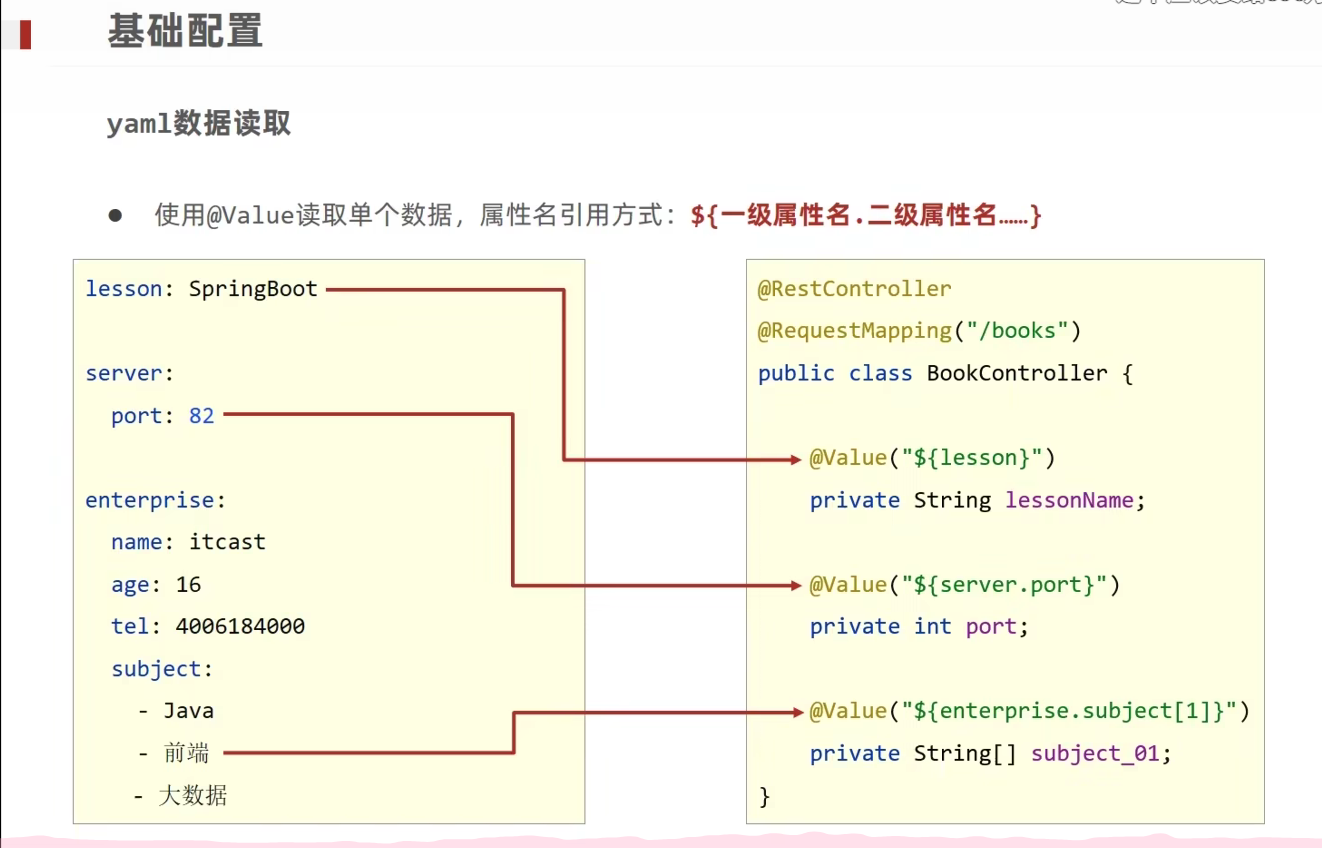 基础配置
yaml数据读取
● 使用@Value读取单个数据，属性名引用方式：${一级属性名.二级属性名……}
lesson: SpringBoot
server:
port: 82
enterprise:
name: itcast
age: 16
tel: 4006184000
subject:
- Java
- 前端
- 大数据
@RestController
@RequestMapping("/books")
public class BookController {
@Value("${lesson}")
private String lessonName;
@Value("${server.port}")
private int port;
@Value("${enterprise.subject[1]}")
private String[] subject_01;
}